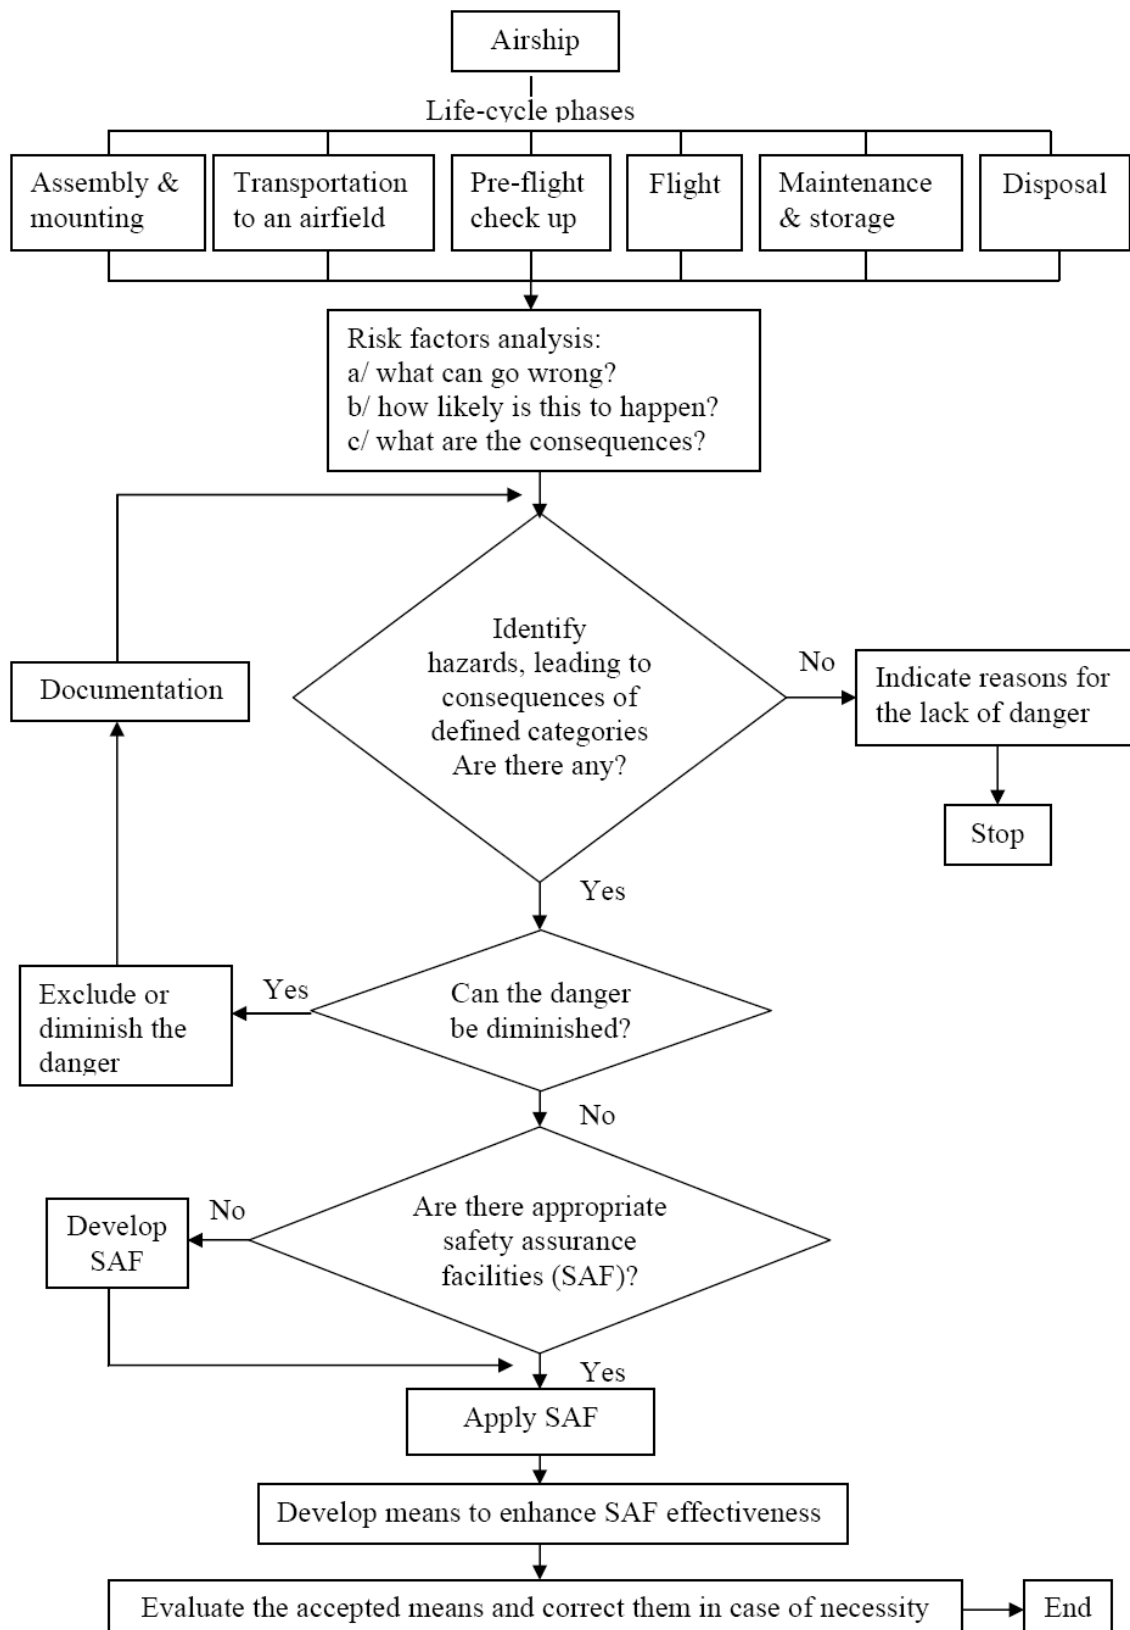 Airship
Life-cycle phases
Assembly &
mounting
Transportation
to an airfield
Pre-flight
check up
Flight
Maintenance
& storage
Disposal
Risk factors analysis:
a/ what can go wrong?
b/ how likely is this to happen?
c/ what are the consequences?
Identify
hazards, leading to
consequences of
defined categories
Are there any?
No
Indicate reasons for
the lack of danger
Stop
Documentation
Yes
Can the danger
be diminished?
Yes
Exclude or
diminish the
danger
No
Are there appropriate
safety assurance
facilities (SAF)?
No
Develop
SAF
Yes
Apply SAF
Develop means to enhance SAF effectiveness
Evaluate the accepted means and correct them in case of necessity
End